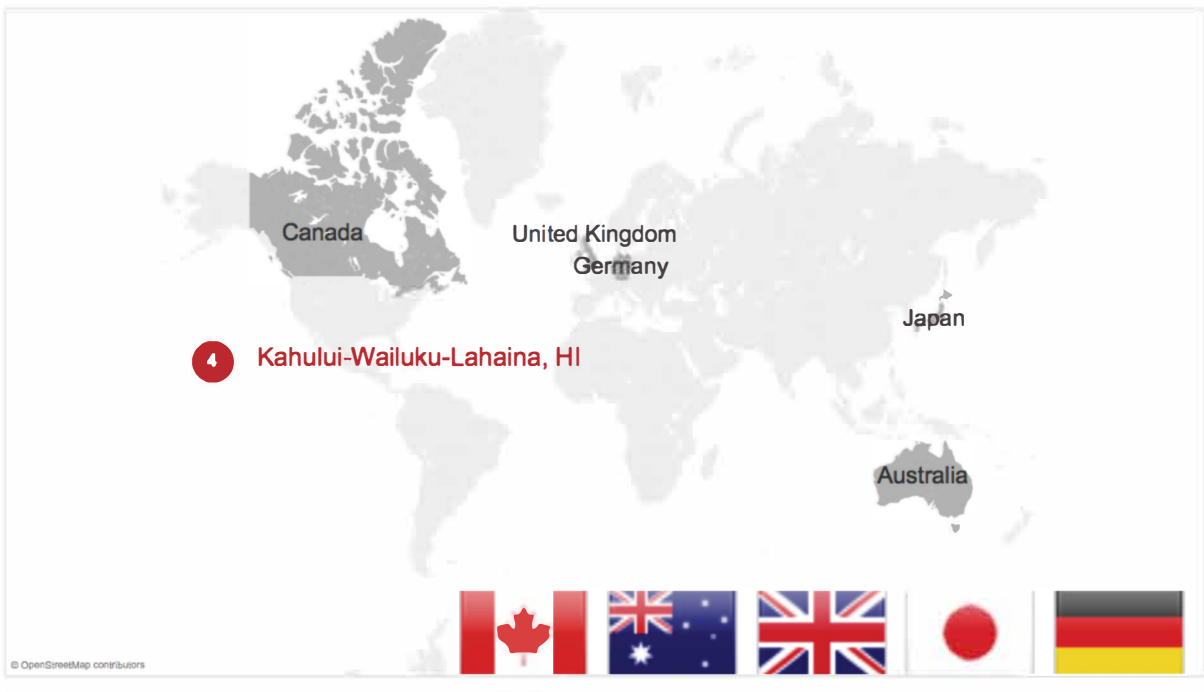 Canada
United Kingdom
Germany
Japan
4 Kahului-Wailuku-Lahaina, HI
Australia
© OpenStreetMap contributors